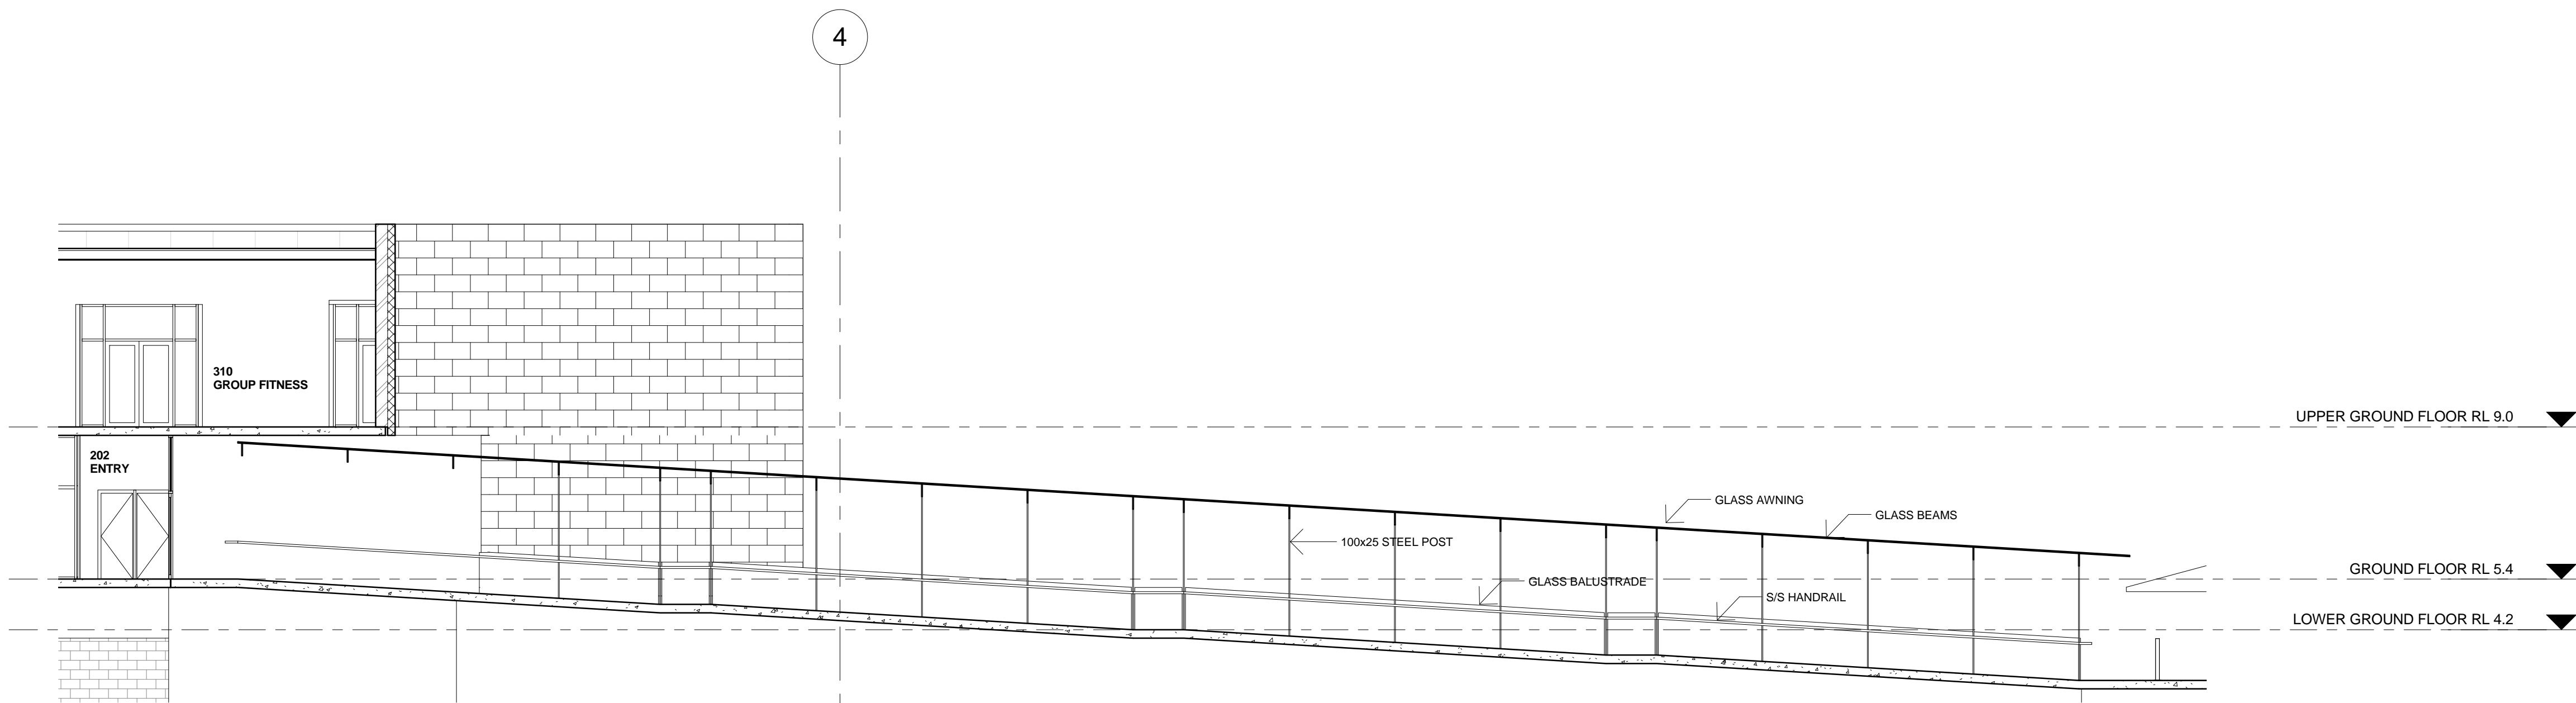 4
310
GROUP FITNESS
UPPER GROUND FLOOR RL 9.0
202
ENTRY
GLASS AWNING
GLASS BEAMS
100x25 STEEL POST
GROUND FLOOR RL 5.4
GLASS BALUSTRADE
S/S HANDRAIL
LOWER GROUND FLOOR RL 4.2